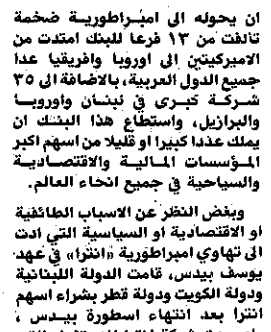 ان يحوله الى امبراطورية ضخمة
تألفت من ١٣ فرعا للبنك امتدت من
الاميركيتين إلى اوروبا وافريقيا عدا
جميع الدول العربية، بالاضافة الى ٣٥
شركة كبرى في لبنان واوروبا
والبرازيل، واستطاع هذا البنك ان
يملك عددا كبيرا او قليلا من اسهم اكبر
المؤسسات المالية والاقتصادية
والسياحية في جميع انحاء العالم.
وبغض النظر عن الاسباب الطائفية
او الاقتصادية او السياسية التي ادت
الى تهاوي امبراطورية «انترا» في عهد
يوسف بيدس، قامت الدولة اللبنانية
ودولة الكويت ودولة قطر بشراء اسهم
انترا بعد انتهاء اسطورة بيدس ،